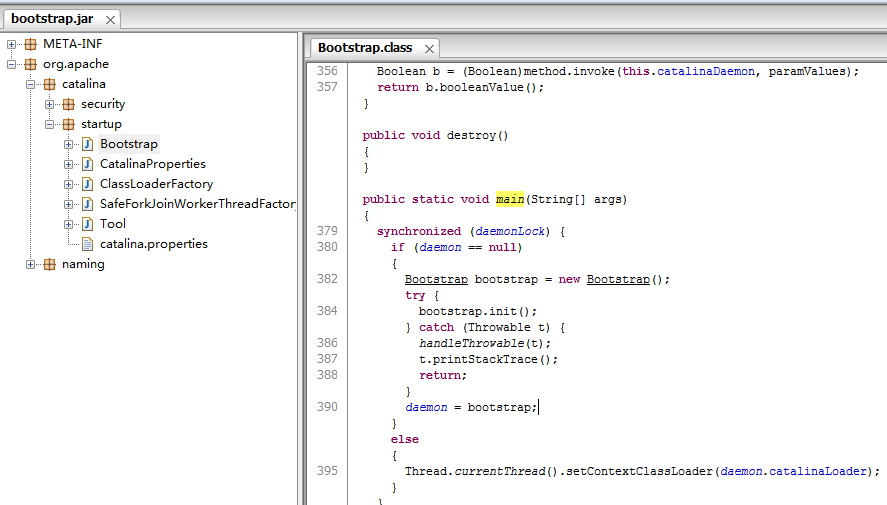 bootstrap.jar
META-INF
org.apache
catalina
security
startup
Bootstrap
CatalinaProperties
ClassLoaderFactory
SafeForkJoinWorkerThreadFactor
Tool
catalina.properties
naming
Bootstrap.class
356 Boolean b = (Boolean)method.invoke(this.catalinaDaemon, paramValues);
357 return b.booleanValue();
}
public void destroy()
{
}
public static void main(String[] args)
{
379 synchronized (daemonLock) {
380 if (daemon == null)
{
382 Bootstrap bootstrap = new Bootstrap();
try {
384 bootstrap.init();
} catch (Throwable t) {
386 handleThrowable(t);
387 t.printStackTrace();
388 return;
}
390 daemon = bootstrap;
}
else
{
395 Thread.currentThread().setContextClassLoader(daemon.catalinaLoader);
}
}